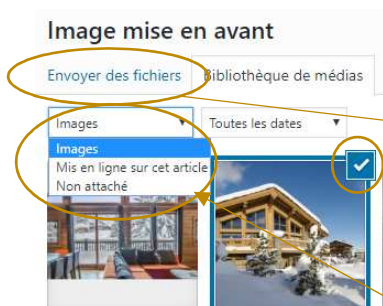 Image mise en avant
Envoyer des fichiers Bibliothèque de médias
Images Toutes les dates
Images
Mis en ligne sur cet article
Non attaché